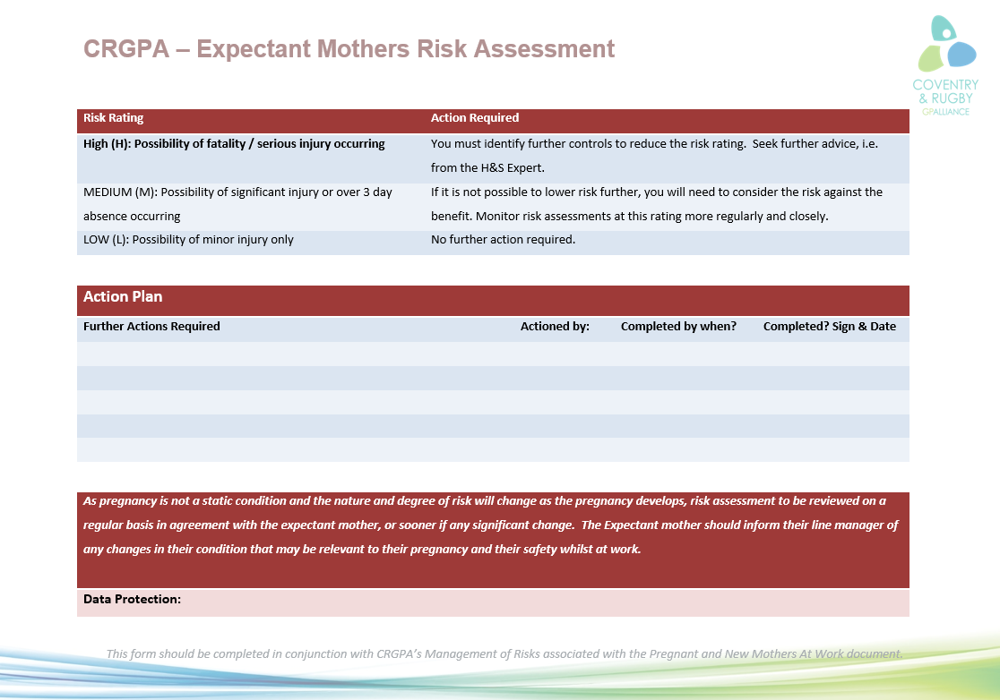 CRGPA – Expectant Mothers Risk Assessment
COVENTRY
& RUGBY
GPALLIANCE
Risk Rating Action Required
High (H): Possibility of fatality / serious injury occurring You must identify further controls to reduce the risk rating.  Seek further advice, i.e.
from the H&S Expert.
MEDIUM (M): Possibility of significant injury or over 3 day If it is not possible to lower risk further, you will need to consider the risk against the
absence occurring benefit. Monitor risk assessments at this rating more regularly and closely.
LOW (L): Possibility of minor injury only No further action required.
Action Plan
Further Actions Required Actioned by: Completed by when? Completed? Sign & Date
As pregnancy is not a static condition and the nature and degree of risk will change as the pregnancy develops, risk assessment to be reviewed on a
regular basis in agreement with the expectant mother, or sooner if any significant change.  The Expectant mother should inform their line manager of
any changes in their condition that may be relevant to their pregnancy and their safety whilst at work.
Data Protection:
This form should be completed in conjunction with CRGPA's Management of Risks associated with the Pregnant and New Mothers At Work document.